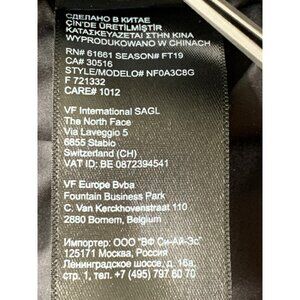 СДЕЛАНО В КИТАЕ
ÇİN'DE ÜRETİLMİŞTİR
ΚΑΤΑΣΚΕΥΑΖΕΤΑΙ ΣΤΗΝ ΚΙΝΑ
WYPRODUKOWANO W CHINACH
RN# 61661 SEASON# FT19
CA# 30516
STYLE/MODELO# NF0A3C8G
F 721332
CARE# 1012
VF International SAGL
The North Face
Via Laveggio 5
6855 Stabio
Switzerland (CH)
VAT ID: BE 0872394541
VF Europe Bvba
Fountain Business Park
C. Van Kerckhovenstraat 110
2880 Bornem, Belgium
Импортер: ООО "ВФ Си-Ай-Эс"
125171 Москва, Россия
Ленинградское шоссе, д. 16а,
стр. 1, тел +7 (495) 797 60 70